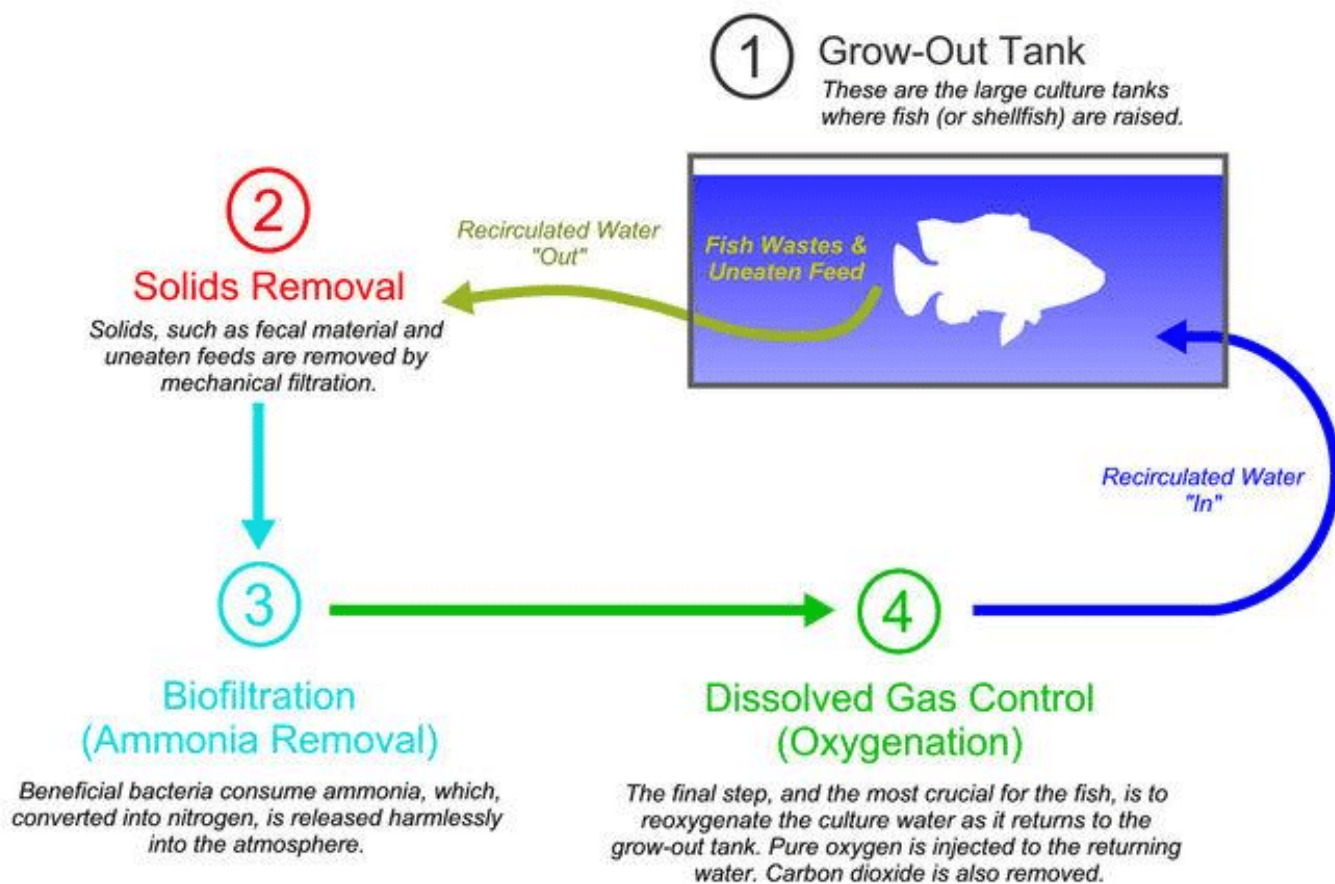 1
Grow-Out Tank
These are the large culture tanks
where fish (or shellfish) are raised.
2
Solids Removal
Solids, such as fecal material and
uneaten feeds are removed by
mechanical filtration.
Recirculated Water
"Out"
Fish Wastes &
Uneaten Feed
Recirculated Water
"In"
3
Biofiltration
(Ammonia Removal)
Beneficial bacteria consume ammonia, which,
converted into nitrogen, is released harmlessly
into the atmosphere.
4
Dissolved Gas Control
(Oxygenation)
The final step, and the most crucial for the fish, is to
reoxygenate the culture water as it returns to the
grow-out tank. Pure oxygen is injected to the returning
water. Carbon dioxide is also removed.